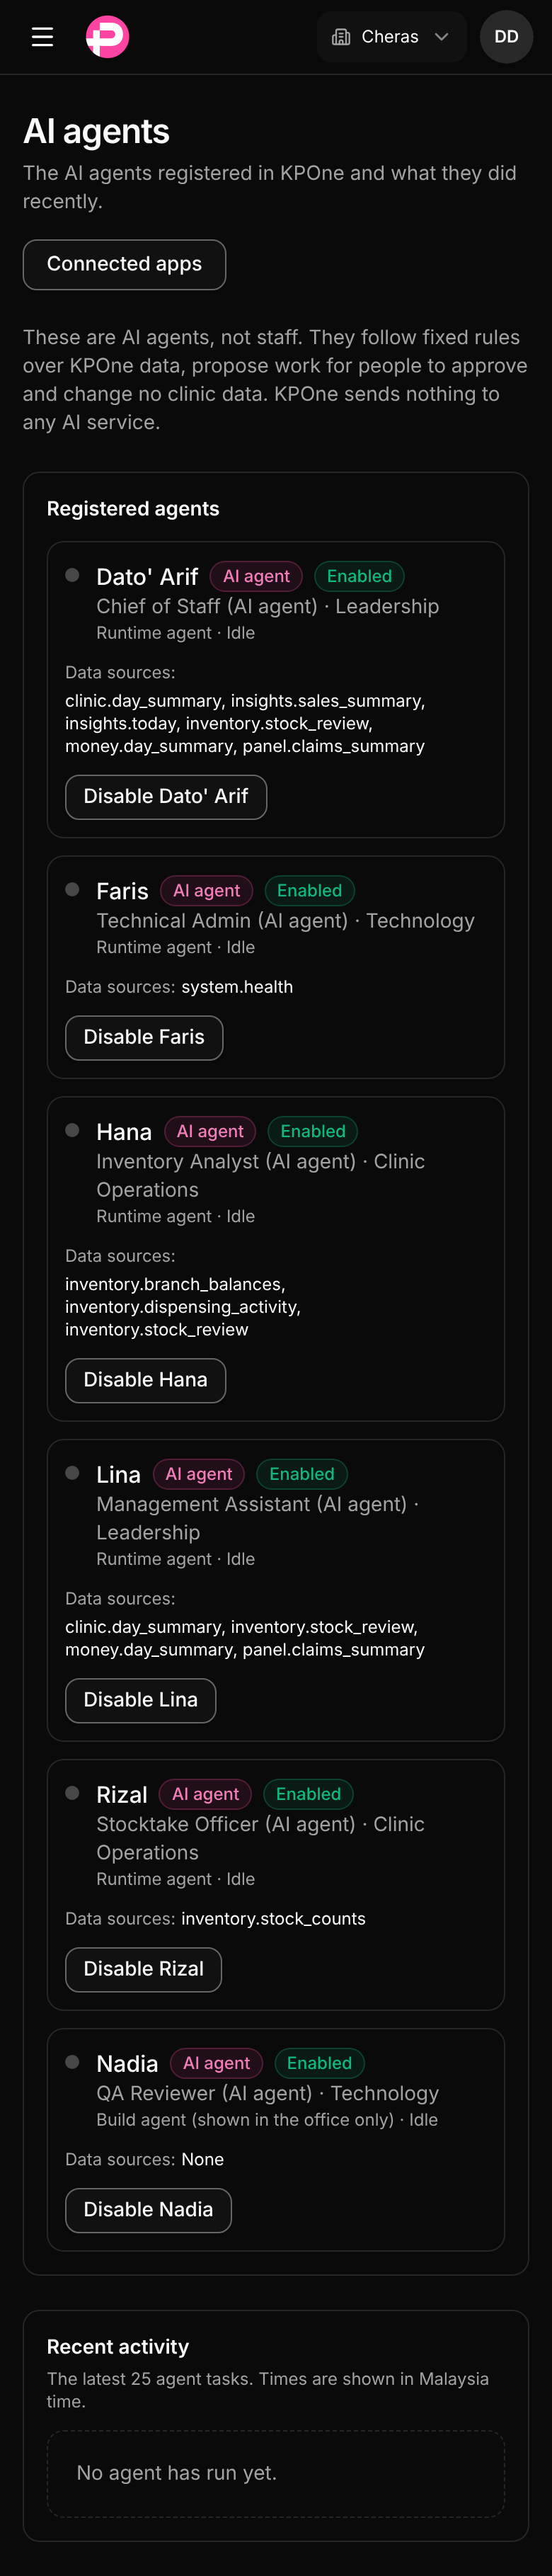 Cheras
DD
AI agents
The AI agents registered in KPOne and what they did
recently.
Connected apps
These are AI agents, not staff. They follow fixed rules
over KPOne data, propose work for people to approve
and change no clinic data. KPOne sends nothing to
any AI service.
Registered agents
Dato' Arif AI agent Enabled
Chief of Staff (AI agent) · Leadership
Runtime agent · Idle
Data sources:
clinic.day_summary, insights.sales_summary,
insights.today, inventory.stock_review,
money.day_summary, panel.claims_summary
Disable Dato' Arif
Faris AI agent Enabled
Technical Admin (AI agent) · Technology
Runtime agent · Idle
Data sources: system.health
Disable Faris
Hana AI agent Enabled
Inventory Analyst (AI agent) · Clinic
Operations
Runtime agent · Idle
Data sources:
inventory.branch_balances,
inventory.dispensing_activity,
inventory.stock_review
Disable Hana
Lina AI agent Enabled
Management Assistant (AI agent) ·
Leadership
Runtime agent · Idle
Data sources:
clinic.day_summary, inventory.stock_review,
money.day_summary, panel.claims_summary
Disable Lina
Rizal AI agent Enabled
Stocktake Officer (AI agent) · Clinic
Operations
Runtime agent · Idle
Data sources: inventory.stock_counts
Disable Rizal
Nadia AI agent Enabled
QA Reviewer (AI agent) · Technology
Build agent (shown in the office only) · Idle
Data sources: None
Disable Nadia
Recent activity
The latest 25 agent tasks. Times are shown in Malaysia
time.
No agent has run yet.